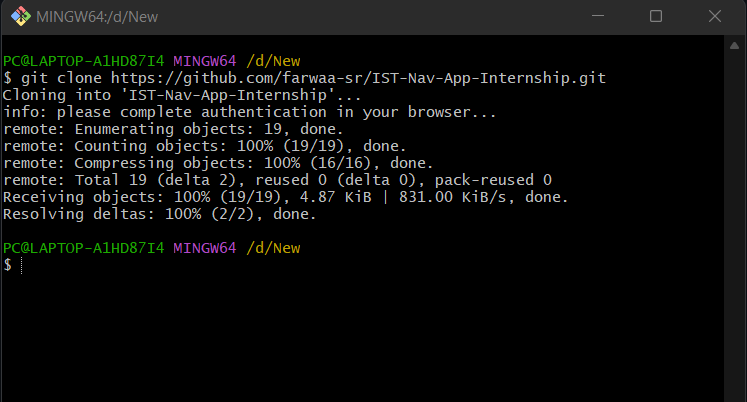 MINGW64:/d/New
PC@LAPTOP-A1HD87I4 MINGW64 /d/New
$ git clone https://github.com/farwaa-sr/IST-Nav-App-Internship.git
Cloning into 'IST-Nav-App-Internship'...
info: please complete authentication in your browser...
remote: Enumerating objects: 19, done.
remote: Counting objects: 100% (19/19), done.
remote: Compressing objects: 100% (16/16), done.
remote: Total 19 (delta 2), reused 0 (delta 0), pack-reused 0
Receiving objects: 100% (19/19), 4.87 KiB | 831.00 KiB/s, done.
Resolving deltas: 100% (2/2), done.
PC@LAPTOP-A1HD87I4 MINGW64 /d/New
$